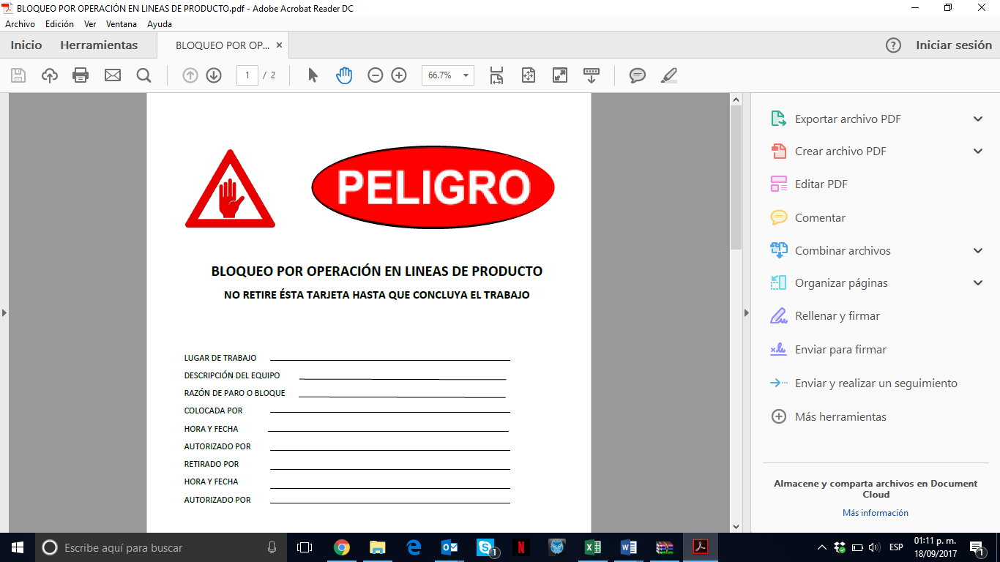 BLOQUEO POR OPERACIÓN EN LINEAS DE PRODUCTO.pdf - Adobe Acrobat Reader DC
Archivo Edición Ver Ventana Ayuda
Inicio Herramientas BLOQUEO POR OP... × ? Iniciar sesión
1 / 2 66.7%
PELIGRO
BLOQUEO POR OPERACIÓN EN LINEAS DE PRODUCTO
NO RETIRE ÉSTA TARJETA HASTA QUE CONCLUYA EL TRABAJO
LUGAR DE TRABAJO
DESCRIPCIÓN DEL EQUIPO
RAZÓN DE PARO O BLOQUE
COLOCADA POR
HORA Y FECHA
AUTORIZADO POR
RETIRADO POR
HORA Y FECHA
AUTORIZADO POR
Exportar archivo PDF
Crear archivo PDF
Editar PDF
Comentar
Combinar archivos
Organizar páginas
Rellenar y firmar
Enviar para firmar
Enviar y realizar un seguimiento
Más herramientas
Almacene y comparta archivos en Document
Cloud
Más información
Escribe aquí para buscar
1
ESP
01:11 p. m.
18/09/2017
1